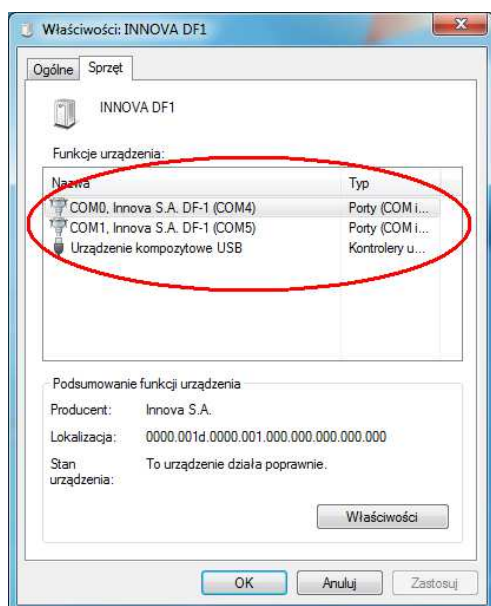 Właściwości: INNOVA DF1
Ogólne Sprzęt
INNOVA DF1
Funkcje urządzenia:
Nazwa Typ
COM0, Innova S.A. DF-1 (COM4) Porty (COM i...
COM1, Innova S.A. DF-1 (COM5) Porty (COM i...
Urządzenie kompozytowe USB Kontrolery u...
Podsumowanie funkcji urządzenia
Producent: Innova S.A.
Lokalizacja: 0000.001d.0000.001.000.000.000.000.000
Stan urządzenia: To urządzenie działa poprawnie.
Właściwości
OK Anuluj Zastosuj